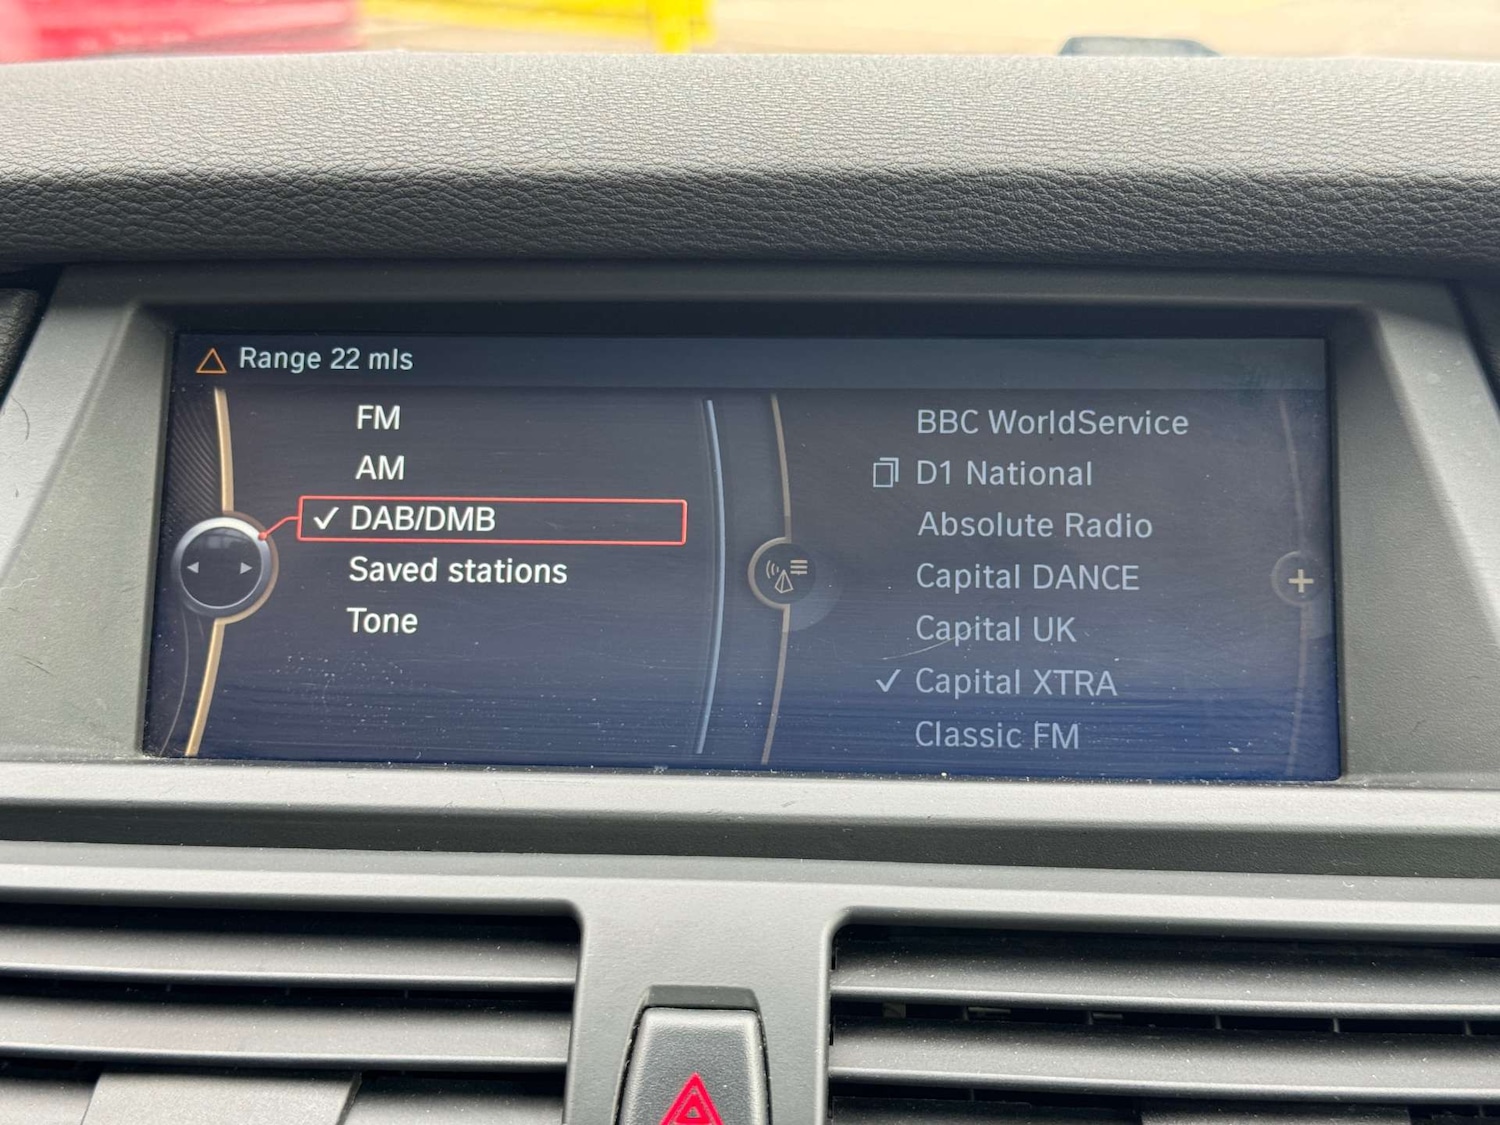 Range 22 mls
FM
AM
✓ DAB/DMB
Saved stations
Tone
BBC WorldService
D1 National
Absolute Radio
Capital DANCE
Capital UK
✓ Capital XTRA
Classic FM